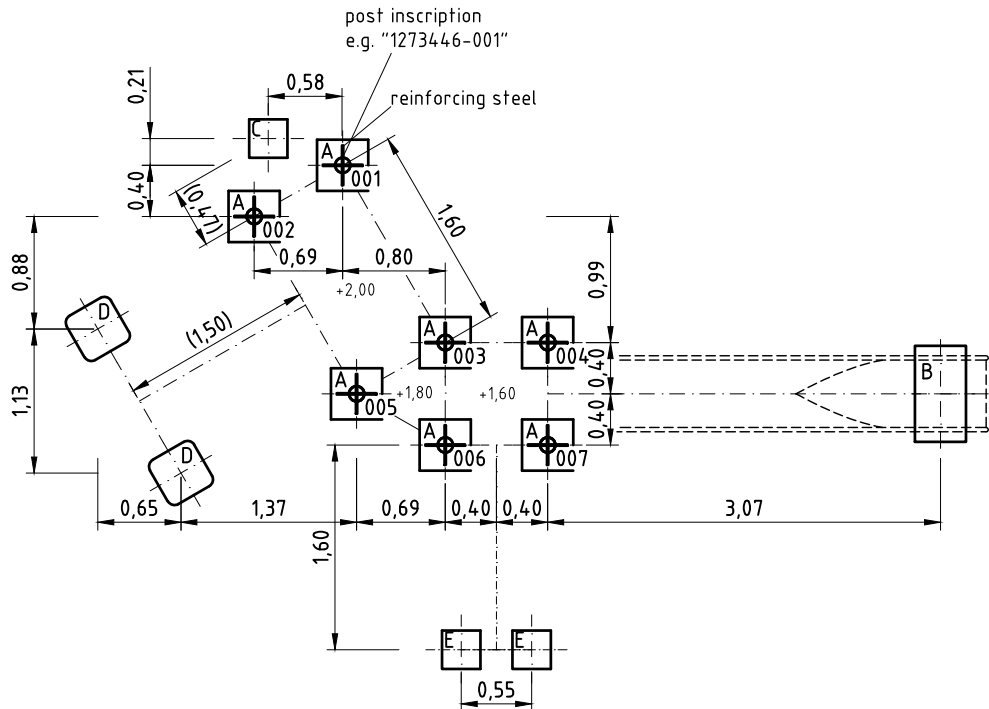 post inscription
e.g. "1273446-001"
0,58
reinforcing steel
0,21
C
A
001
0,40
(0,47)
A
002
1,60
0,69
0,80
+2,00
0,88
0,99
D
(1,50)
A
003
A
004
0,40
B
A
005
+1,80
+1,60
1,13
0,40
A
006
A
007
D
0,65
1,37
0,69
0,40
0,40
3,07
1,60
E
E
0,55